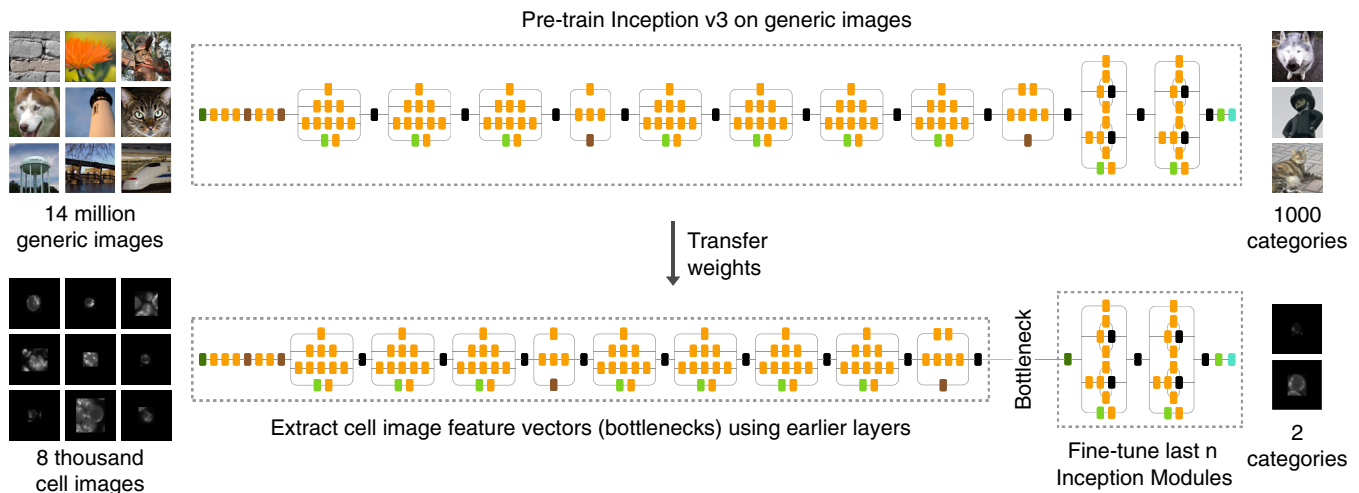 Pre-train Inception v3 on generic images
14 million
generic images
1000
categories
Transfer
weights
Bottleneck
Extract cell image feature vectors (bottlenecks) using earlier layers
8 thousand
cell images
Fine-tune last n
Inception Modules
2
categories